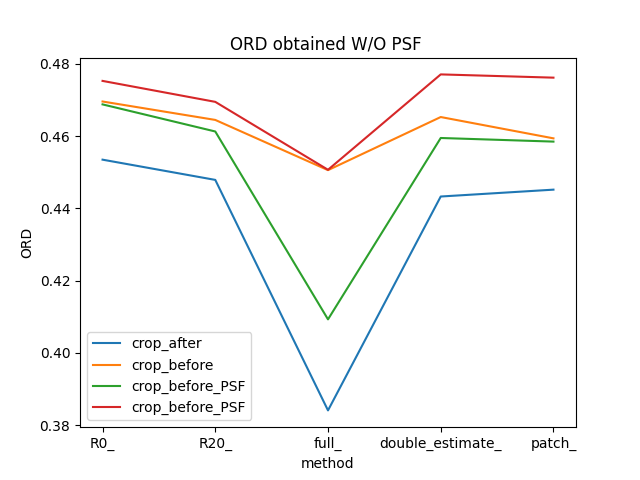 ORD obtained W/O PSF
0.48
0.46
0.44
0.42
0.40
0.38
ORD
crop_after
crop_before
crop_before_PSF
crop_before_PSF
R0_ R20_ full_ double_estimate_ patch_
method